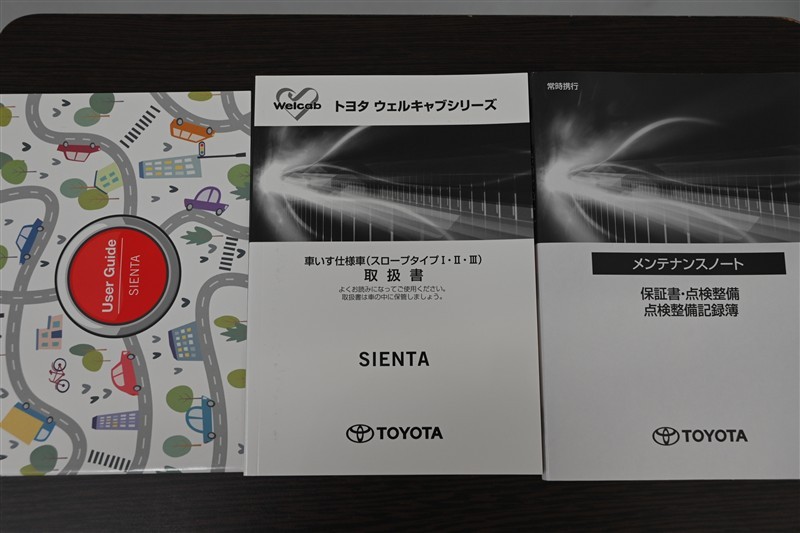 User Guide
SIENTA
Welcab
トヨタ ウェルキャブシリーズ
車いす仕様車(スロープタイプⅠ・Ⅱ・Ⅲ)
取扱書
よくお読みになってご使用ください。
取扱書は車の中に保管しましょう。
SIENTA
TOYOTA
常時携行
メンテナンスノート
保証書・点検整備
点検整備記録簿
TOYOTA